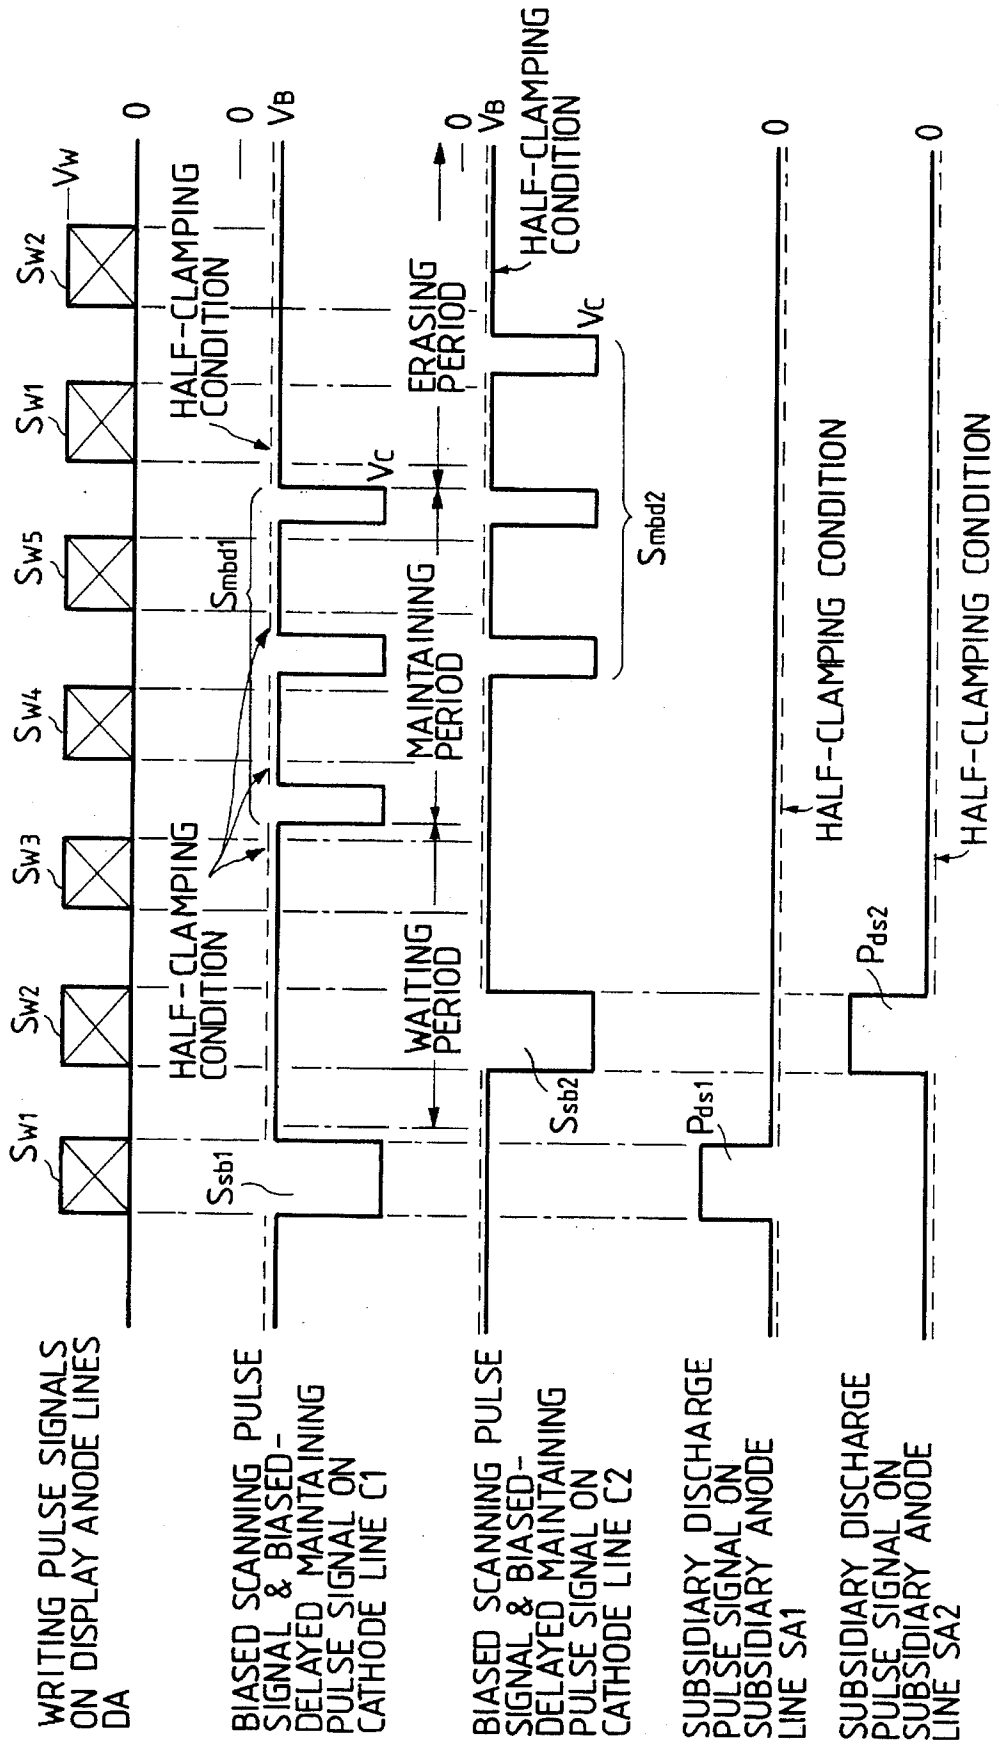 WRITING PULSE SIGNALS
ON DISPLAY ANODE LINES
DA
SW1
SW2
SW3
SW4
SW5
SW1
SW2
VW
0
BIASED SCANNING PULSE
SIGNAL & BIASED-
DELAYED MAINTAINING
PULSE SIGNAL ON
CATHODE LINE C1
Ssb1
HALF-CLAMPING
CONDITION
Smbd1
VC
HALF-CLAMPING
CONDITION
0
VB
WAITING
PERIOD
MAINTAINING
PERIOD
ERASING
PERIOD
BIASED SCANNING PULSE
SIGNAL & BIASED-
DELAYED MAINTAINING
PULSE SIGNAL ON
CATHODE LINE C2
Ssb2
Smbd2
VC
HALF-CLAMPING
CONDITION
0
VB
SUBSIDIARY DISCHARGE
PULSE SIGNAL ON
SUBSIDIARY ANODE
LINE SA1
Pds1
HALF-CLAMPING CONDITION
0
SUBSIDIARY DISCHARGE
PULSE SIGNAL ON
SUBSIDIARY ANODE
LINE SA2
Pds2
HALF-CLAMPING CONDITION
0